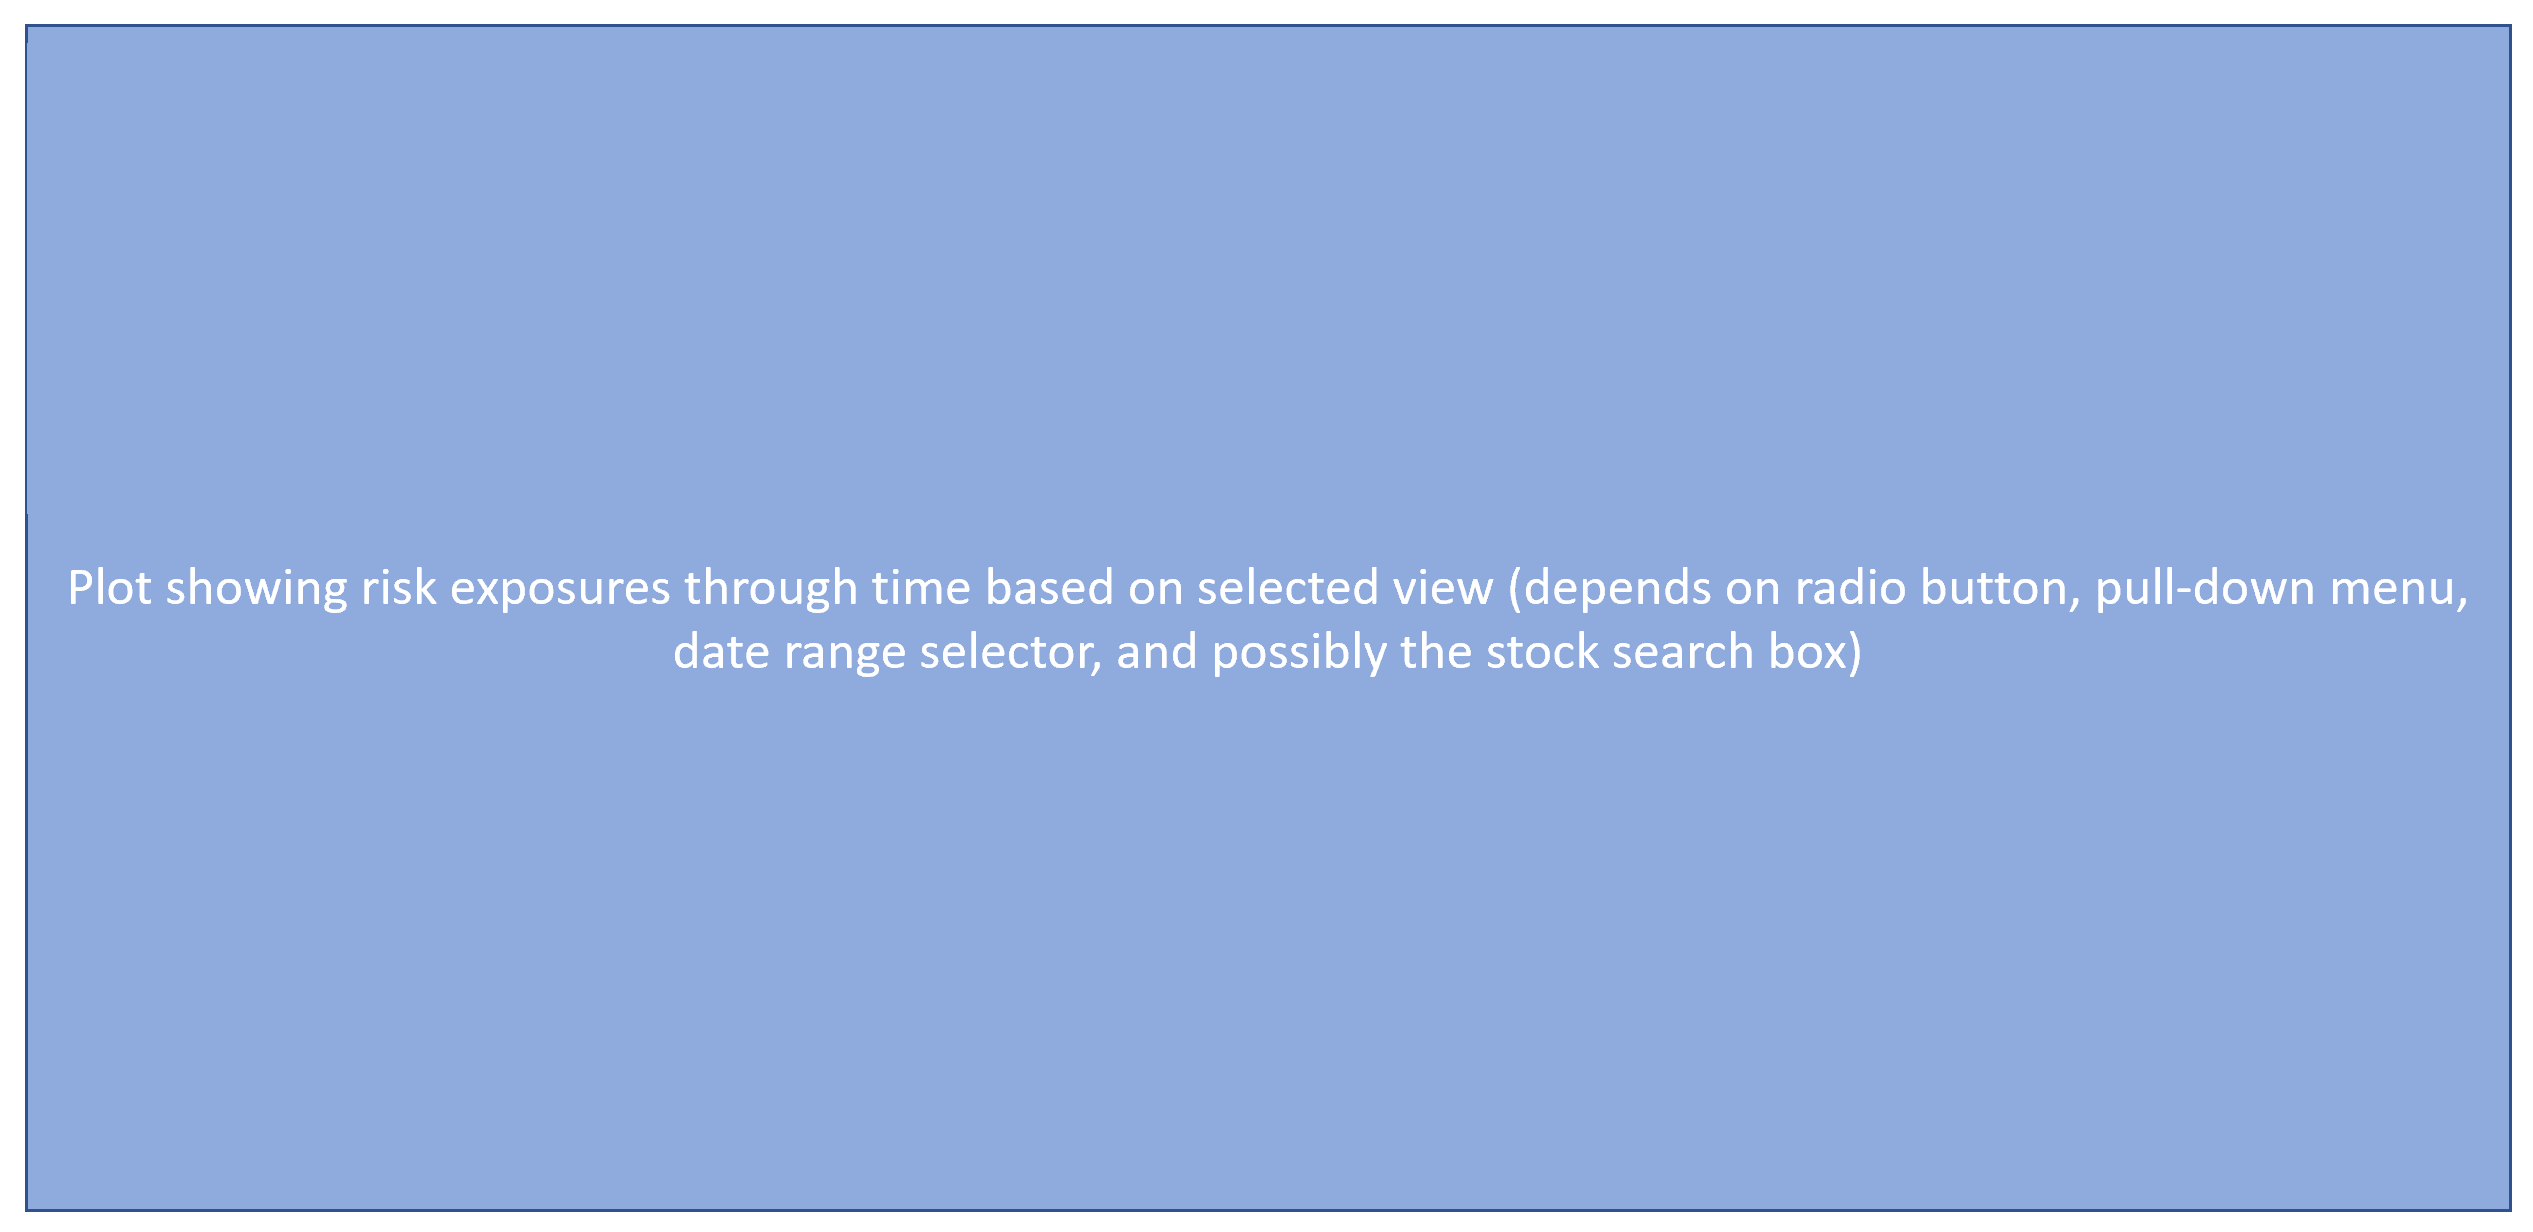 Plot showing risk exposures through time based on selected view (depends on radio button, pull-down menu,
date range selector, and possibly the stock search box)